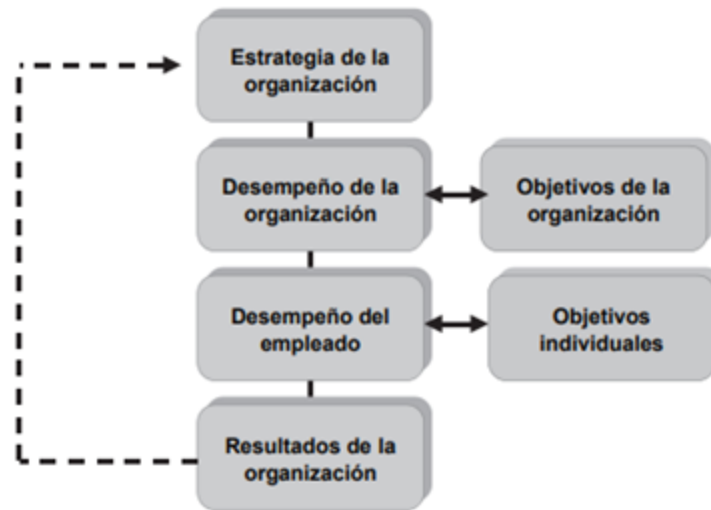 Estrategia de la
organización
Desempeño de la
organización
Objetivos de la
organización
Desempeño del
empleado
Objetivos
individuales
Resultados de la
organización